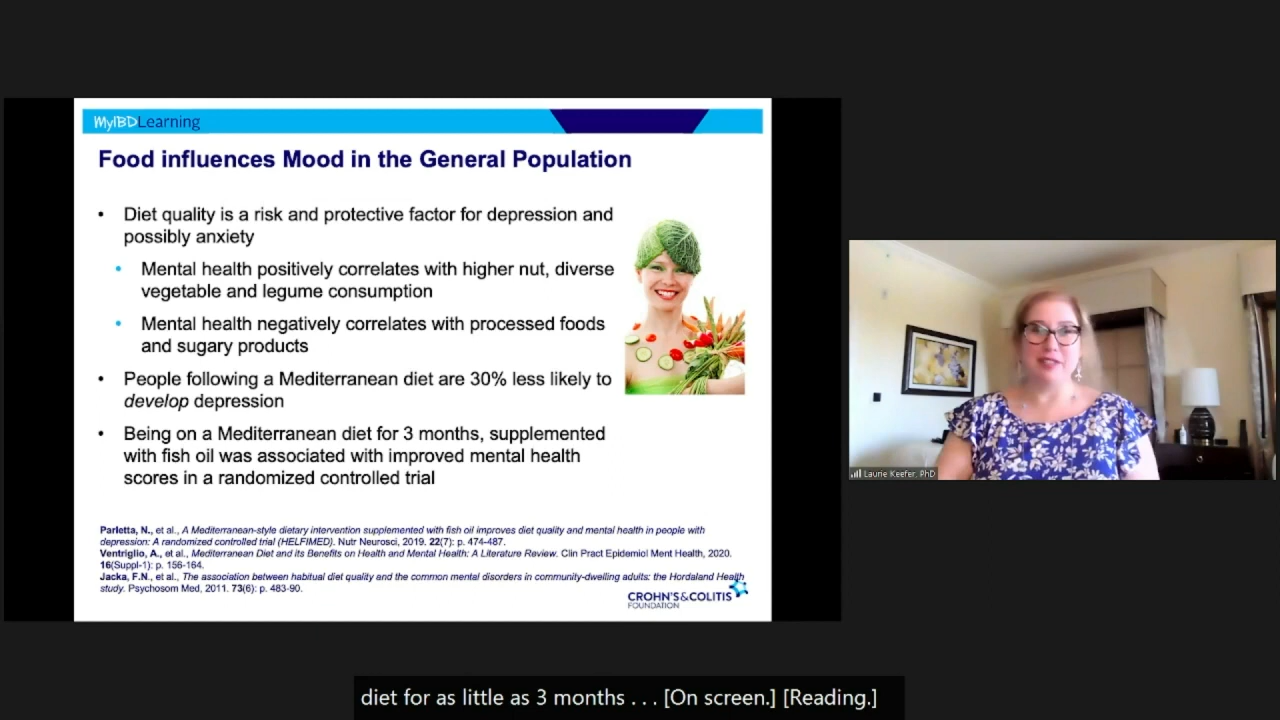 MyIBDLearning
Food influences Mood in the General Population
• Diet quality is a risk and protective factor for depression and
possibly anxiety
• Mental health positively correlates with higher nut, diverse
vegetable and legume consumption
• Mental health negatively correlates with processed foods
and sugary products
• People following a Mediterranean diet are 30% less likely to
develop depression
• Being on a Mediterranean diet for 3 months, supplemented
with fish oil was associated with improved mental health
scores in a randomized controlled trial
Parletta, N., et al., A Mediterranean-style dietary intervention supplemented with fish oil improves diet quality and mental health in people with
depression: A randomized controlled trial (HELFIMED). Nutr Neurosci, 2019. 22(7): p. 474-487.
Ventriglio, A., et al., Mediterranean Diet and its Benefits on Health and Mental Health: A Literature Review. Clin Pract Epidemiol Ment Health, 2020.
16(Suppl-1): p. 156-164.
Jacka, F.N., et al., The association between habitual diet quality and the common mental disorders in community-dwelling adults: the Hordaland Health
study. Psychosom Med, 2011. 73(6): p. 483-90.
CROHN'S&COLITIS
FOUNDATION
Laurie Keefer, PhD
diet for as little as 3 months . . . [On screen.] [Reading.]